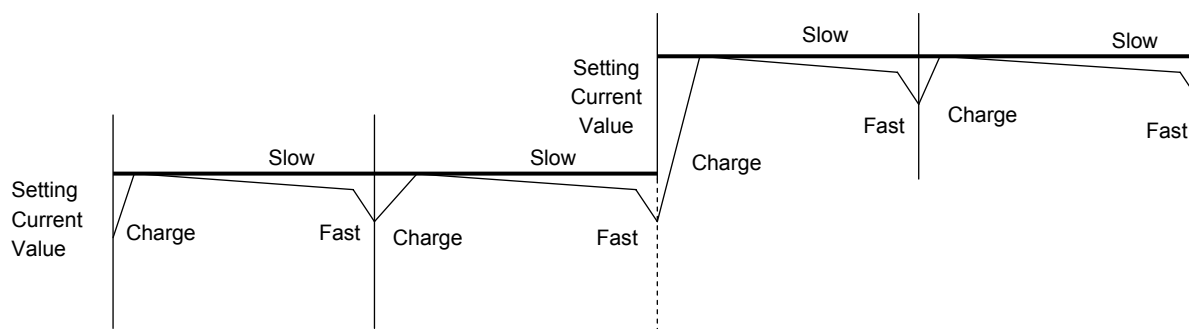 Slow
Slow
Setting
Current
Value
Fast
Charge
Fast
Charge
Slow
Slow
Setting
Current
Value
Charge
Fast
Charge
Fast